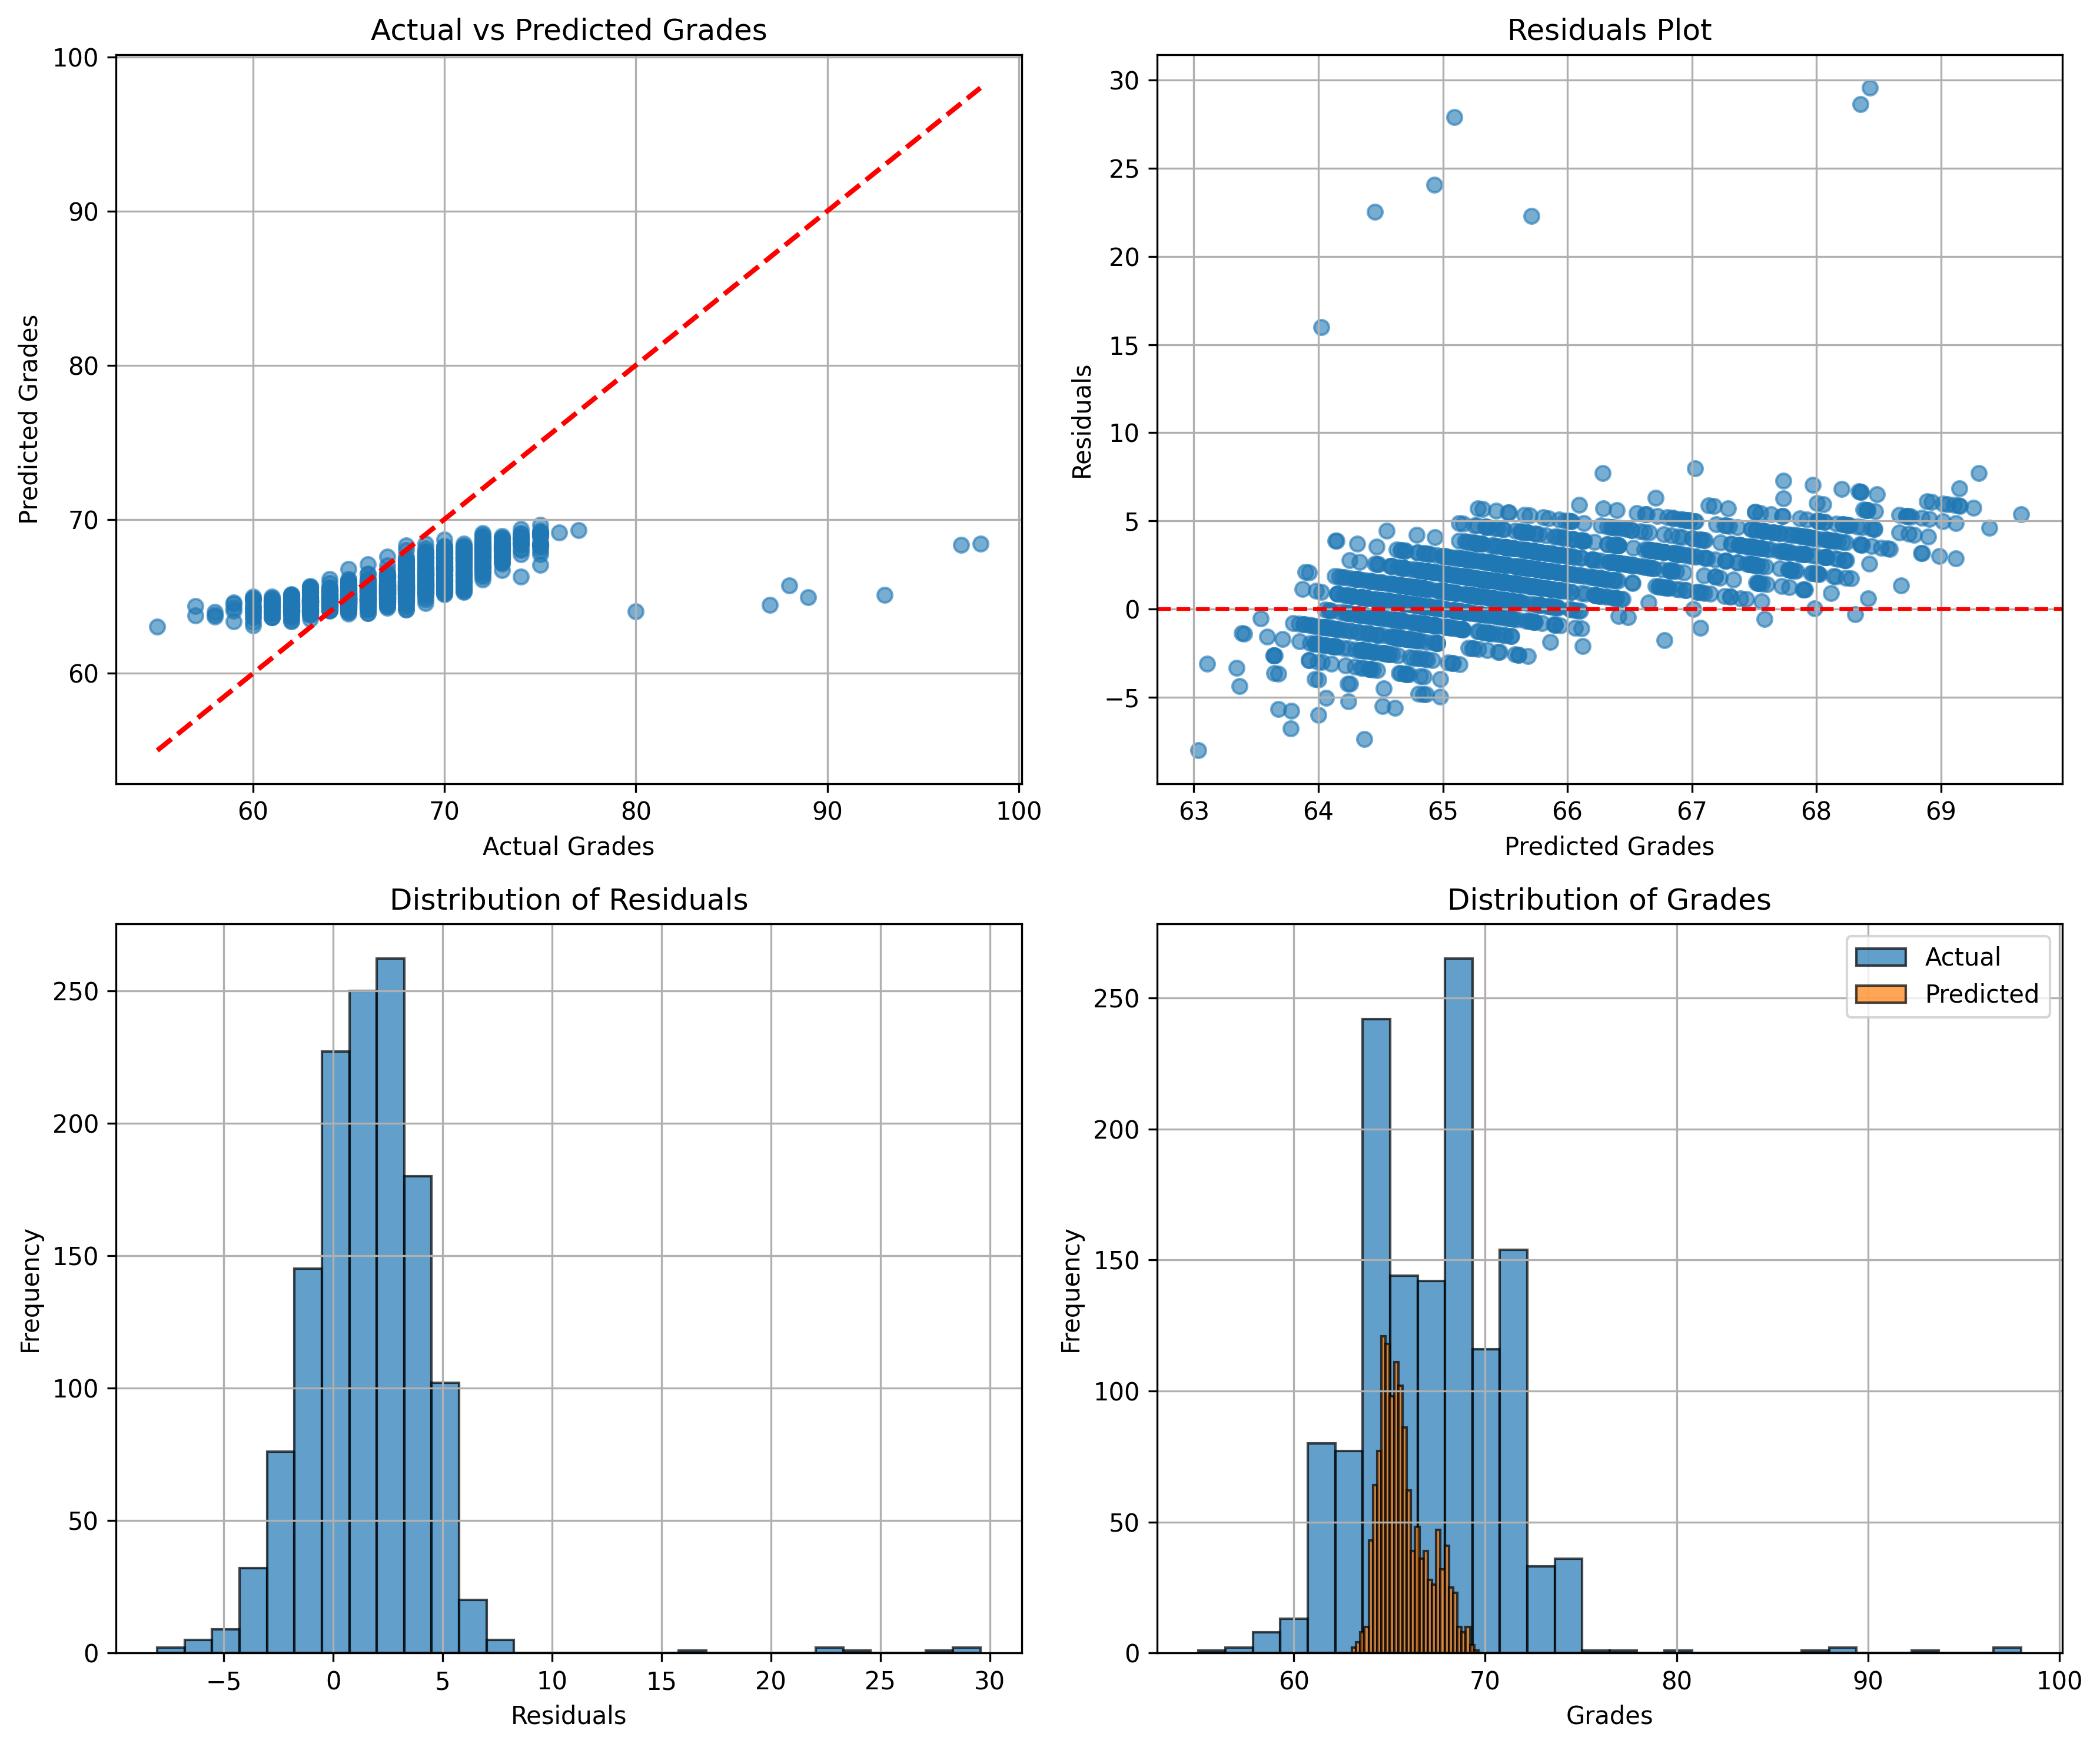 Actual vs Predicted Grades
100
90
80
70
60
Predicted Grades
60 70 80 90 100
Actual Grades
Residuals Plot
30
25
20
15
10
5
0
−5
Residuals
63 64 65 66 67 68 69
Predicted Grades
Distribution of Residuals
250
200
150
100
50
0
Frequency
−5 0 5 10 15 20 25 30
Residuals
Distribution of Grades
Actual
Predicted
250
200
150
100
50
0
Frequency
60 70 80 90 100
Grades